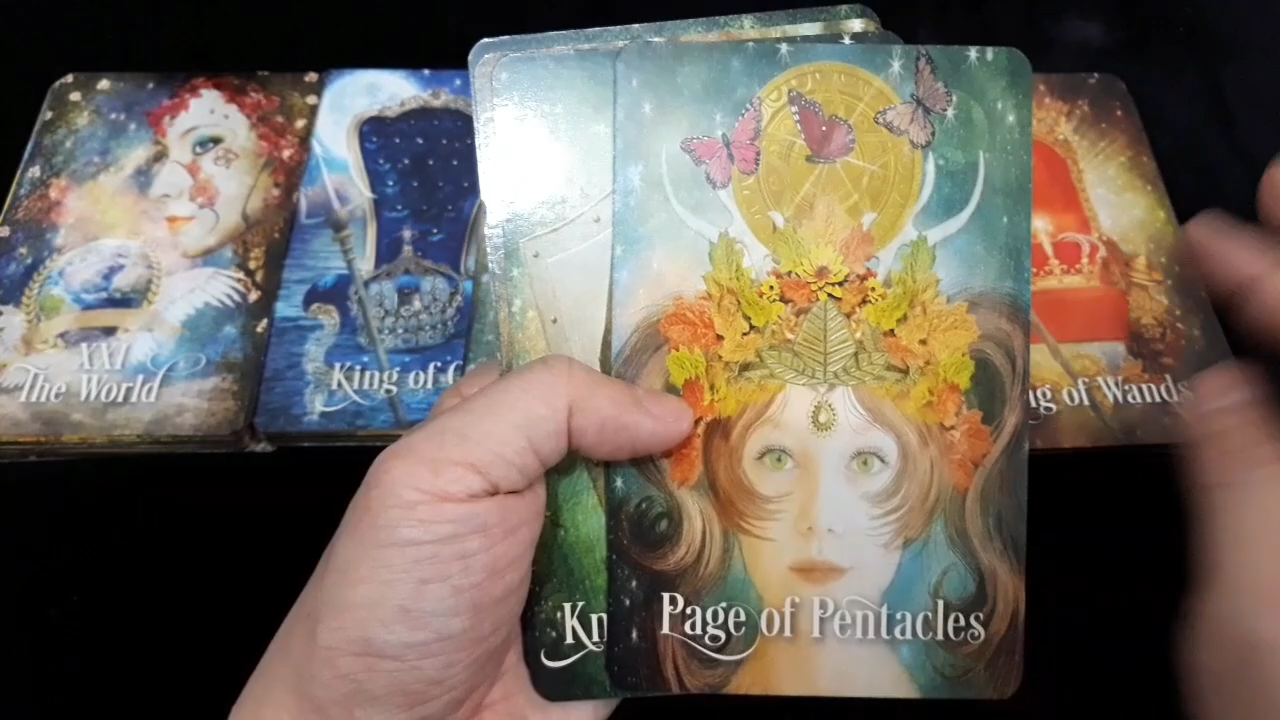 XXI
The World
King of
ng of Wands
Kn
Page of Pentacles